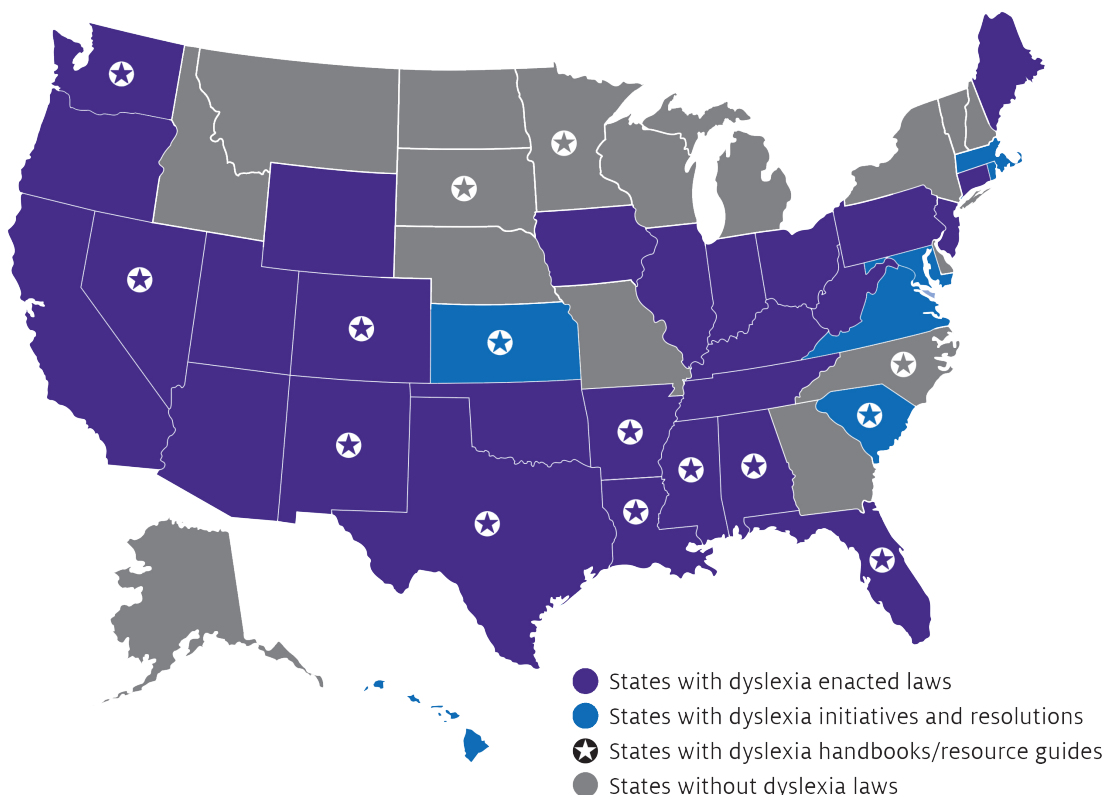 States with dyslexia enacted laws
States with dyslexia initiatives and resolutions
States with dyslexia handbooks/resource guides
States without dyslexia laws